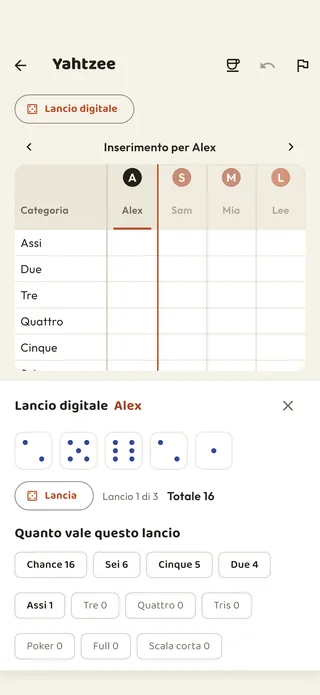 Yahtzee
Lancio digitale
Inserimento per Alex
A S M L
Categoria Alex Sam Mia Lee
Assi
Due
Tre
Quattro
Cinque
Lancio digitale Alex
Lancia Lancio 1 di 3 Totale 16
Quanto vale questo lancio
Chance 16 Sei 6 Cinque 5 Due 4
Assi 1 Tre 0 Quattro 0 Tris 0
Poker 0 Full 0 Scala corta 0